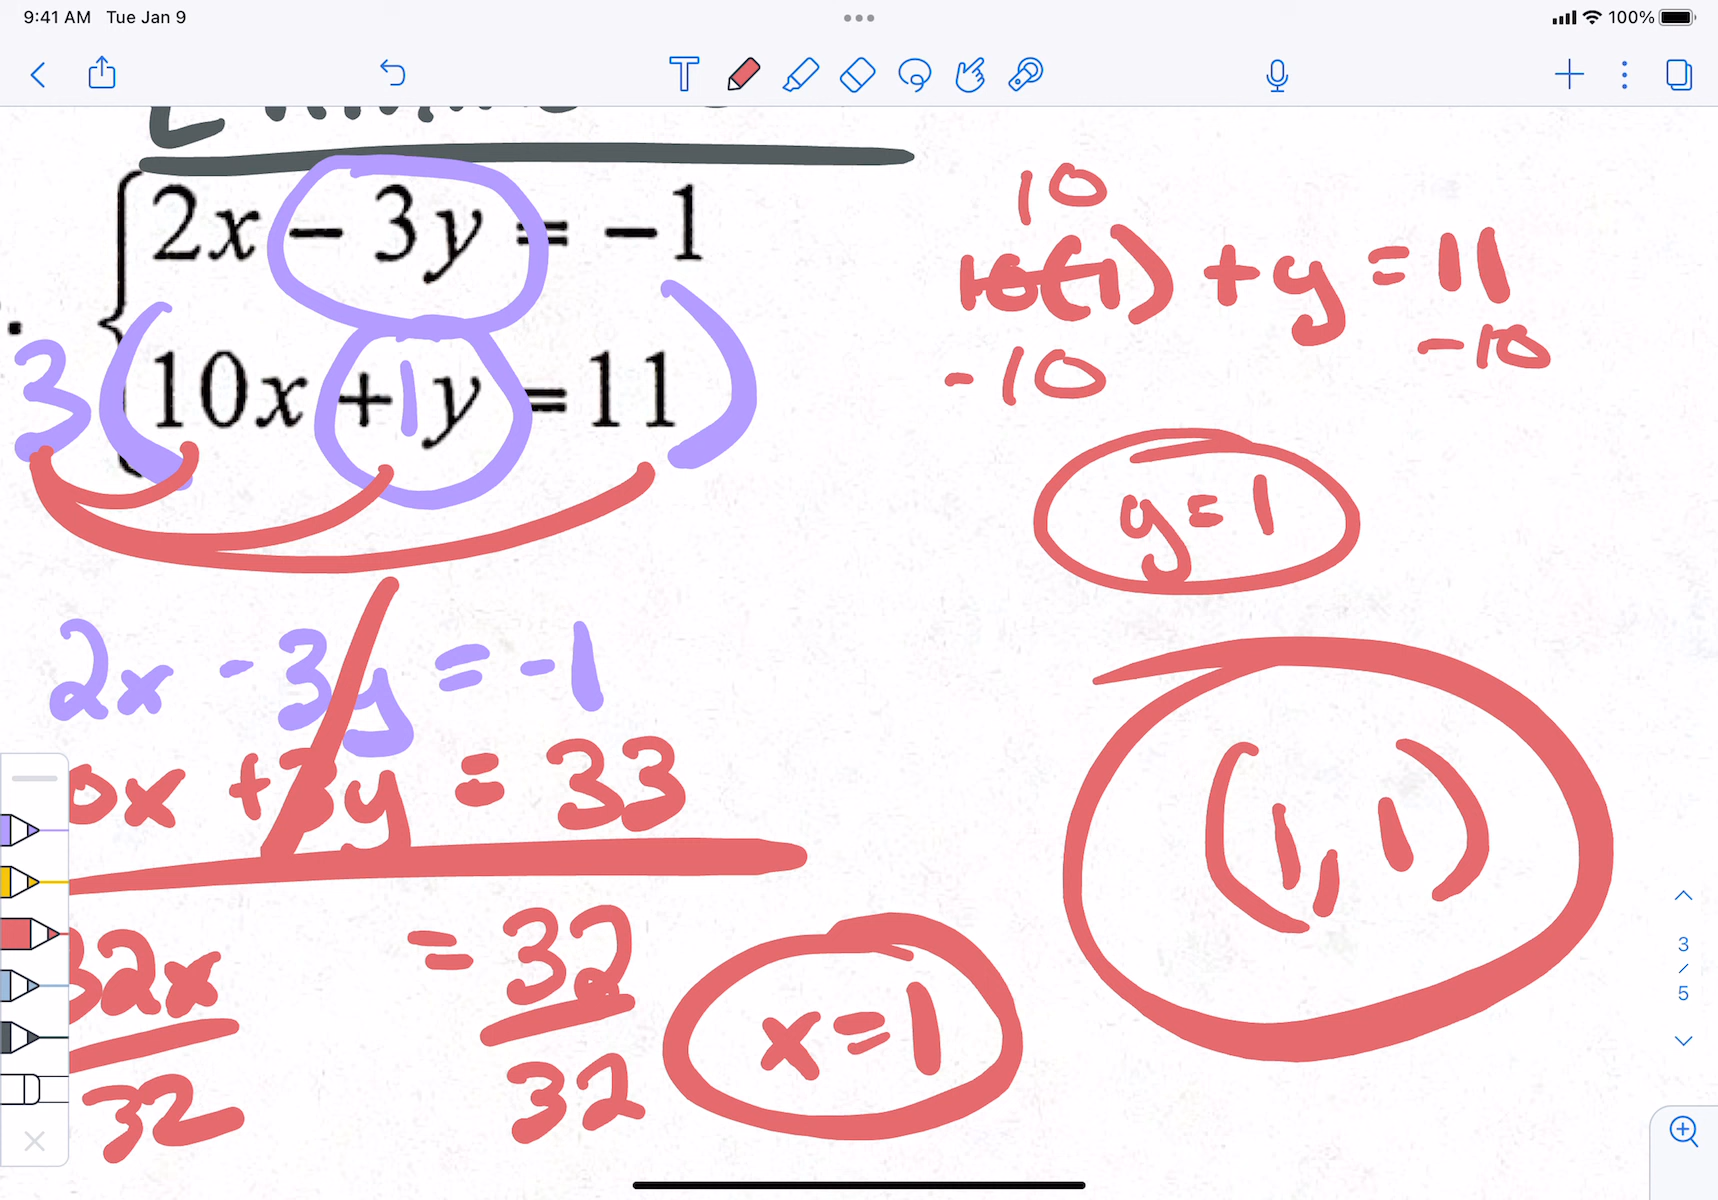 9:41 AM Tue Jan 9
100%
2x - 3y = -1
3(10x + 1y = 11)
2x - 3y = -1
0x + 3y = 33
32x = 32
32 32
x = 1
10
10(1) + y = 11
-10 -10
y = 1
(1, 1)
3
/
5